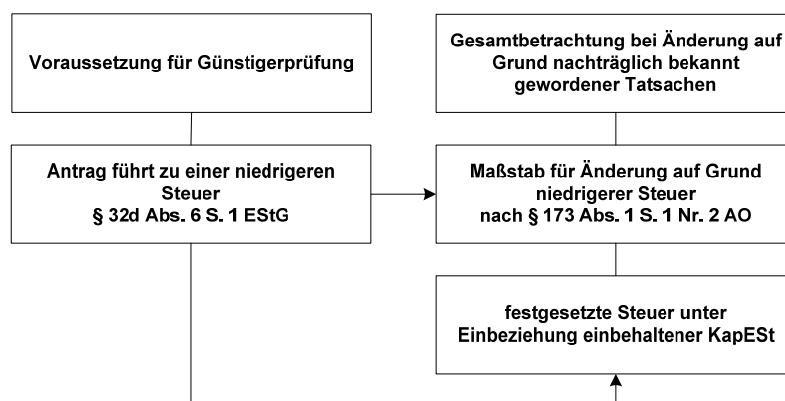 Voraussetzung für Günstigerprüfung
Gesamtbetrachtung bei Änderung auf
Grund nachträglich bekannt
gewordener Tatsachen
Antrag führt zu einer niedrigeren
Steuer
§ 32d Abs. 6 S. 1 EStG
Maßstab für Änderung auf Grund
niedrigerer Steuer
nach § 173 Abs. 1 S. 1 Nr. 2 AO
festgesetzte Steuer unter
Einbeziehung einbehaltener KapESt